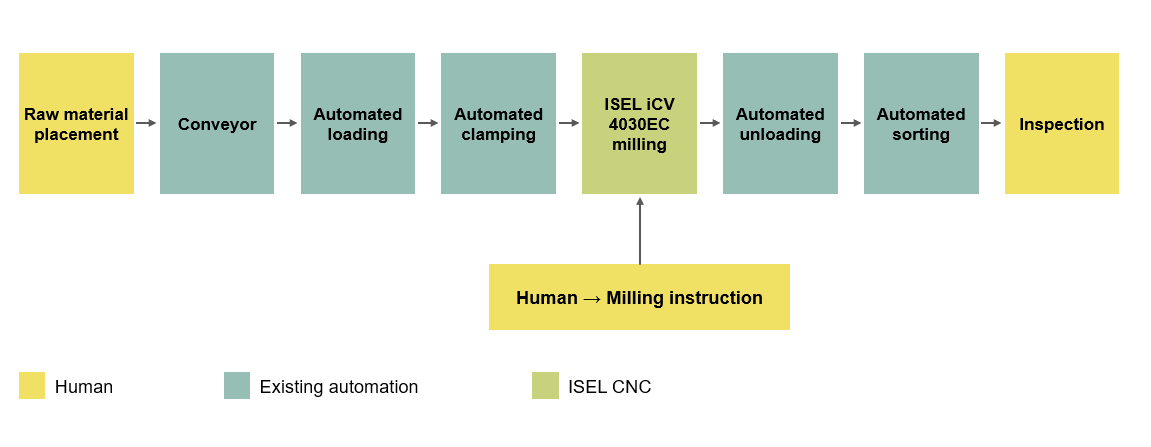 Raw material
placement
Conveyor
Automated
loading
Automated
clamping
ISEL iCV
4030EC
milling
Automated
unloading
Automated
sorting
Inspection
Human → Milling instruction
Human
Existing automation
ISEL CNC